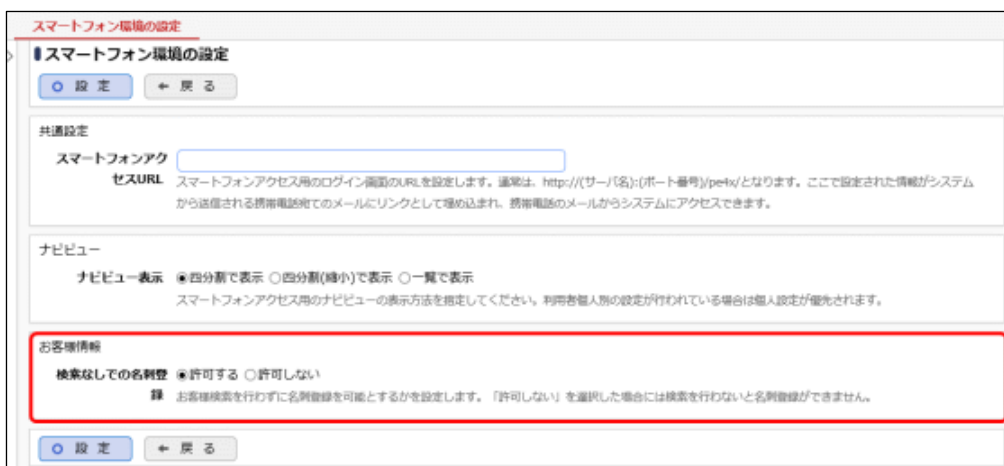 スマートフォン環境の設定
スマートフォン環境の設定
設 定
← 戻 る
共通設定
スマートフォンアク
セスURL
スマートフォンアクセス用のログイン画面のURLを設定します。通常は、http://(サーバ名):(ポート番号)/pe4x/となります。ここで設定された情報がシステム
から送信される携帯電話宛てのメールにリンクとして埋め込まれ、携帯電話のメールからシステムにアクセスできます。
ナビビュー
ナビビュー表示 ◉四分割で表示 ○四分割(縮小)で表示 ○一覧で表示
スマートフォンアクセス用のナビビューの表示方法を指定してください。利用者個人別の設定が行われている場合は個人設定が優先されます。
お客様情報
検索なしでの名刺登
録
◉許可する ○許可しない
お客様検索を行わずに名刺登録を可能とするかを設定します。「許可しない」を選択した場合には検索を行わないと名刺登録ができません。
設 定
← 戻 る